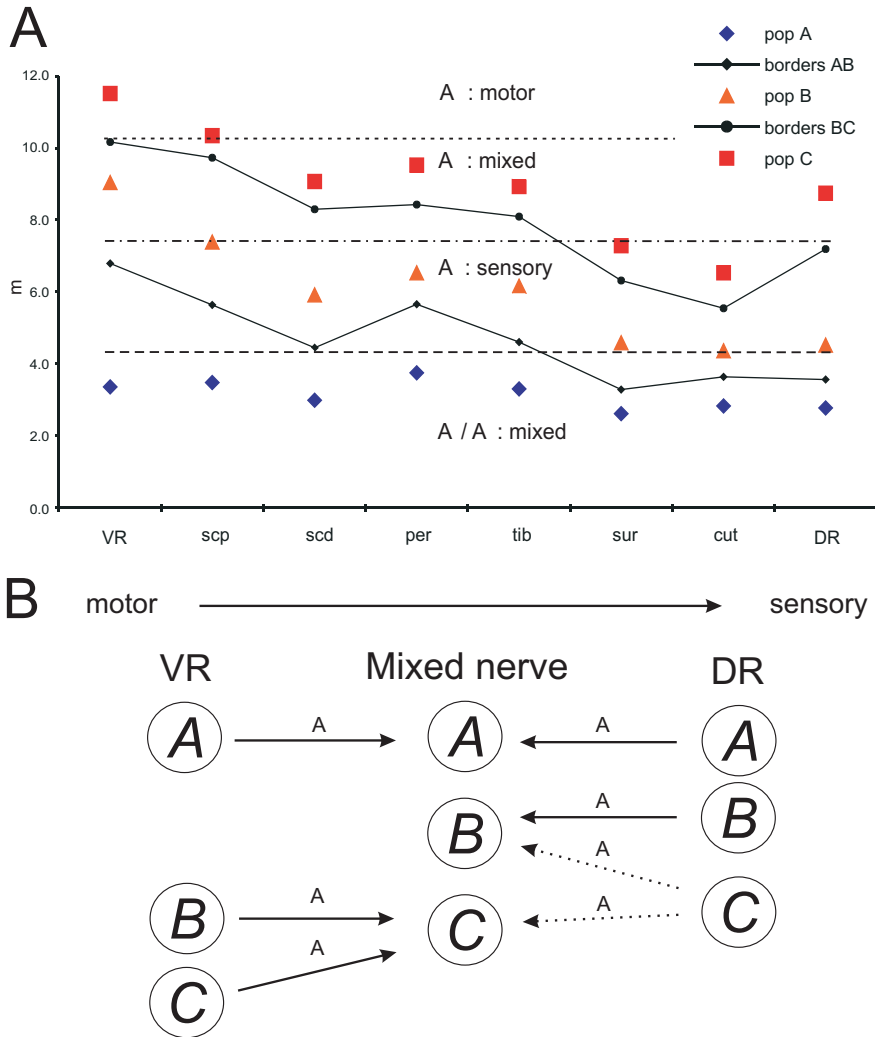 A
pop A
borders AB
pop B
borders BC
pop C
12.0
10.0
8.0
6.0
4.0
2.0
0.0
m
A : motor
A : mixed
A : sensory
A / A : mixed
VR scp scd per tib sur cut DR
B
motor sensory
VR Mixed nerve DR
A A A A A
A
B B
A
B A C A
C A
C